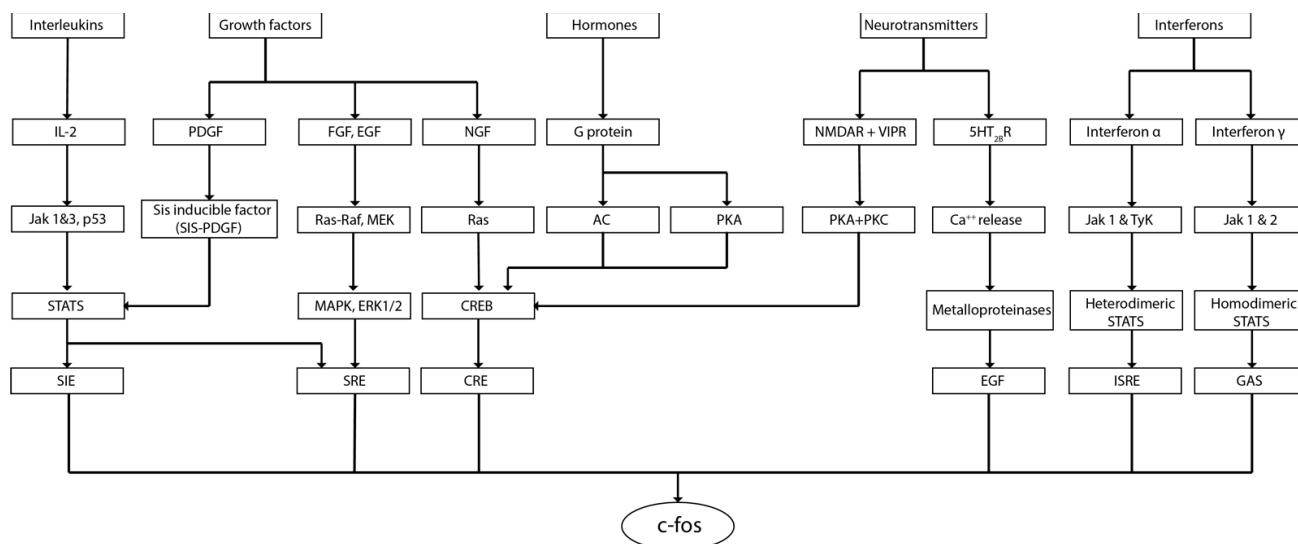 Interleukins
Growth factors
Hormones
Neurotransmitters
Interferons
IL-2
PDGF
FGF, EGF
NGF
G protein
NMDAR + VIPR
5HT2BR
Interferon α
Interferon γ
Jak 1&3, p53
Sis inducible factor
(SIS-PDGF)
Ras-Raf, MEK
Ras
AC
PKA
PKA+PKC
Ca++ release
Jak 1 & TyK
Jak 1 & 2
STATS
MAPK, ERK1/2
CREB
Metalloproteinases
Heterodimeric
STATS
Homodimeric
STATS
SIE
SRE
CRE
EGF
ISRE
GAS
c-fos